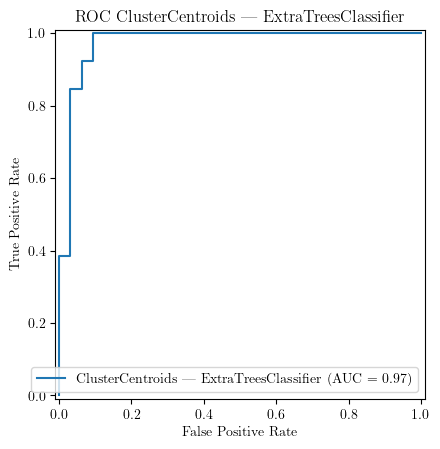 ROC ClusterCentroids — ExtraTreesClassifier
1.0
0.8
0.6
0.4
0.2
0.0
True Positive Rate
ClusterCentroids — ExtraTreesClassifier (AUC = 0.97)
0.0 0.2 0.4 0.6 0.8 1.0
False Positive Rate